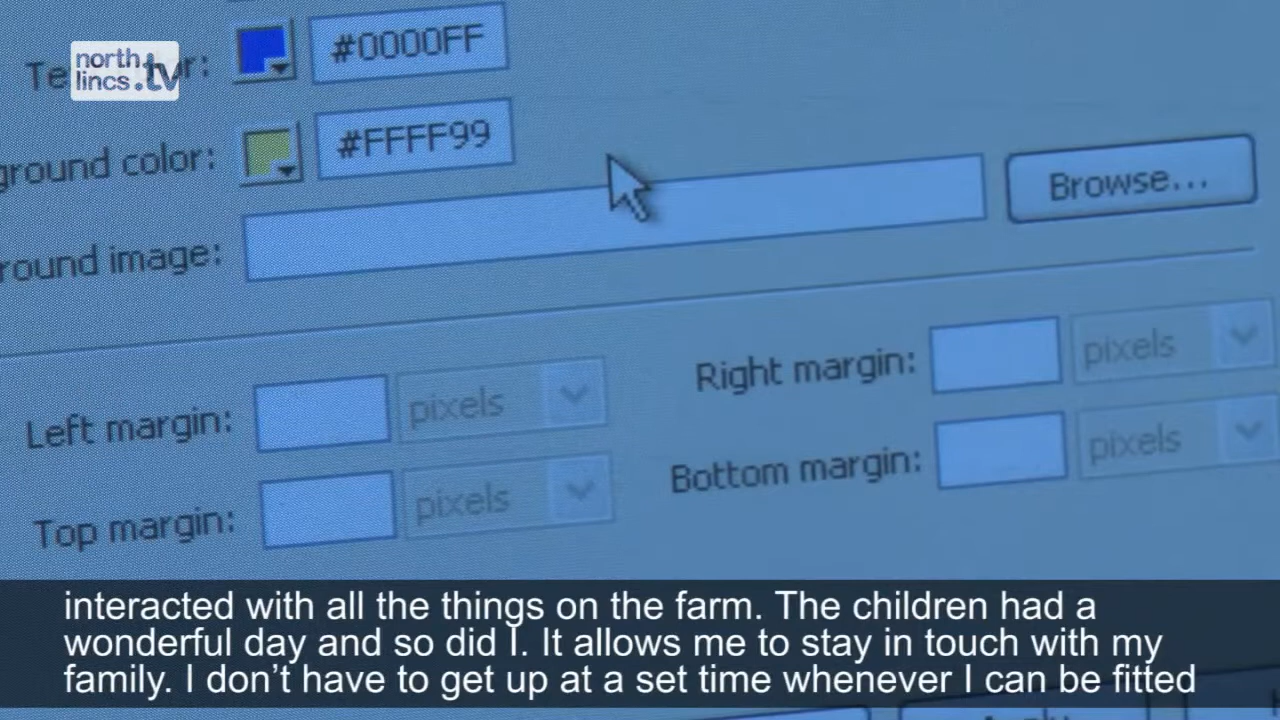 north
lincs.tv
#0000FF
ground color: #FFFF99
round image: Browse...
Left margin: pixels Right margin: pixels
Top margin: pixels Bottom margin: pixels
interacted with all the things on the farm. The children had a
wonderful day and so did I. It allows me to stay in touch with my
family. I don’t have to get up at a set time whenever I can be fitted